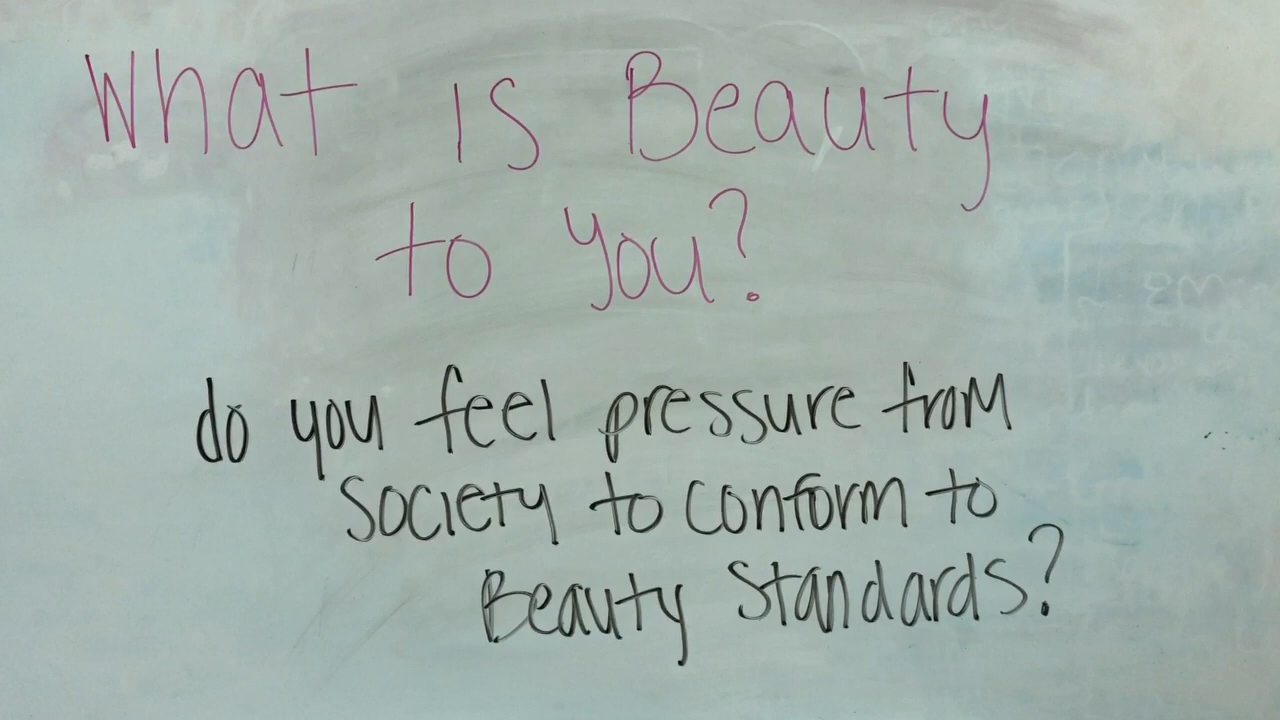 What is Beauty
to you?
do you feel pressure from
society to conform to
Beauty Standards?